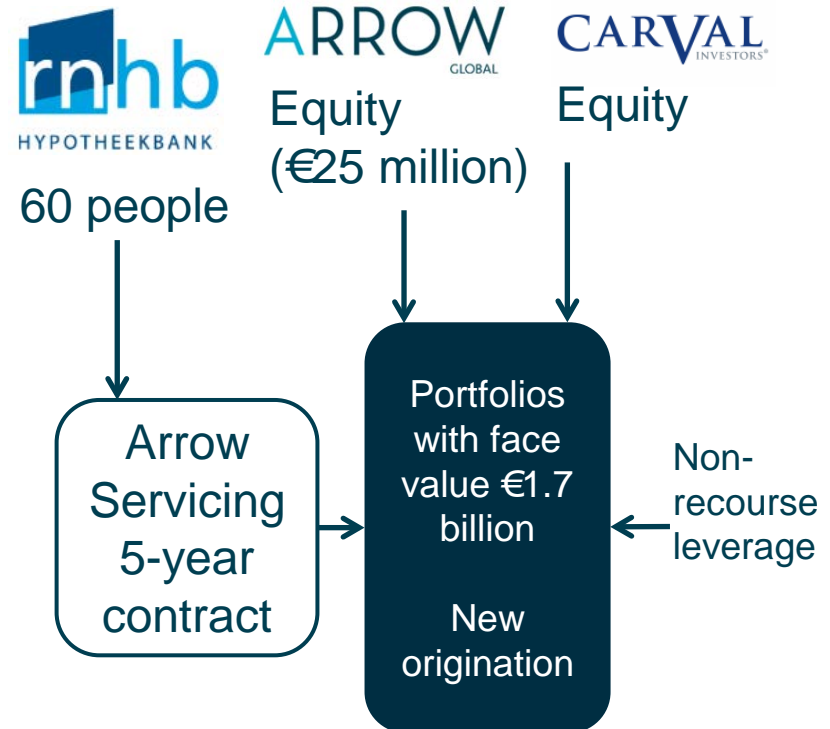 rnhb
HYPOTHEEKBANK
60 people
ARROW
GLOBAL
Equity
(€25 million)
CARVAL
INVESTORS®
Equity
Arrow
Servicing
5-year
contract
Portfolios
with face
value €1.7
billion
New
origination
Non-
recourse
leverage